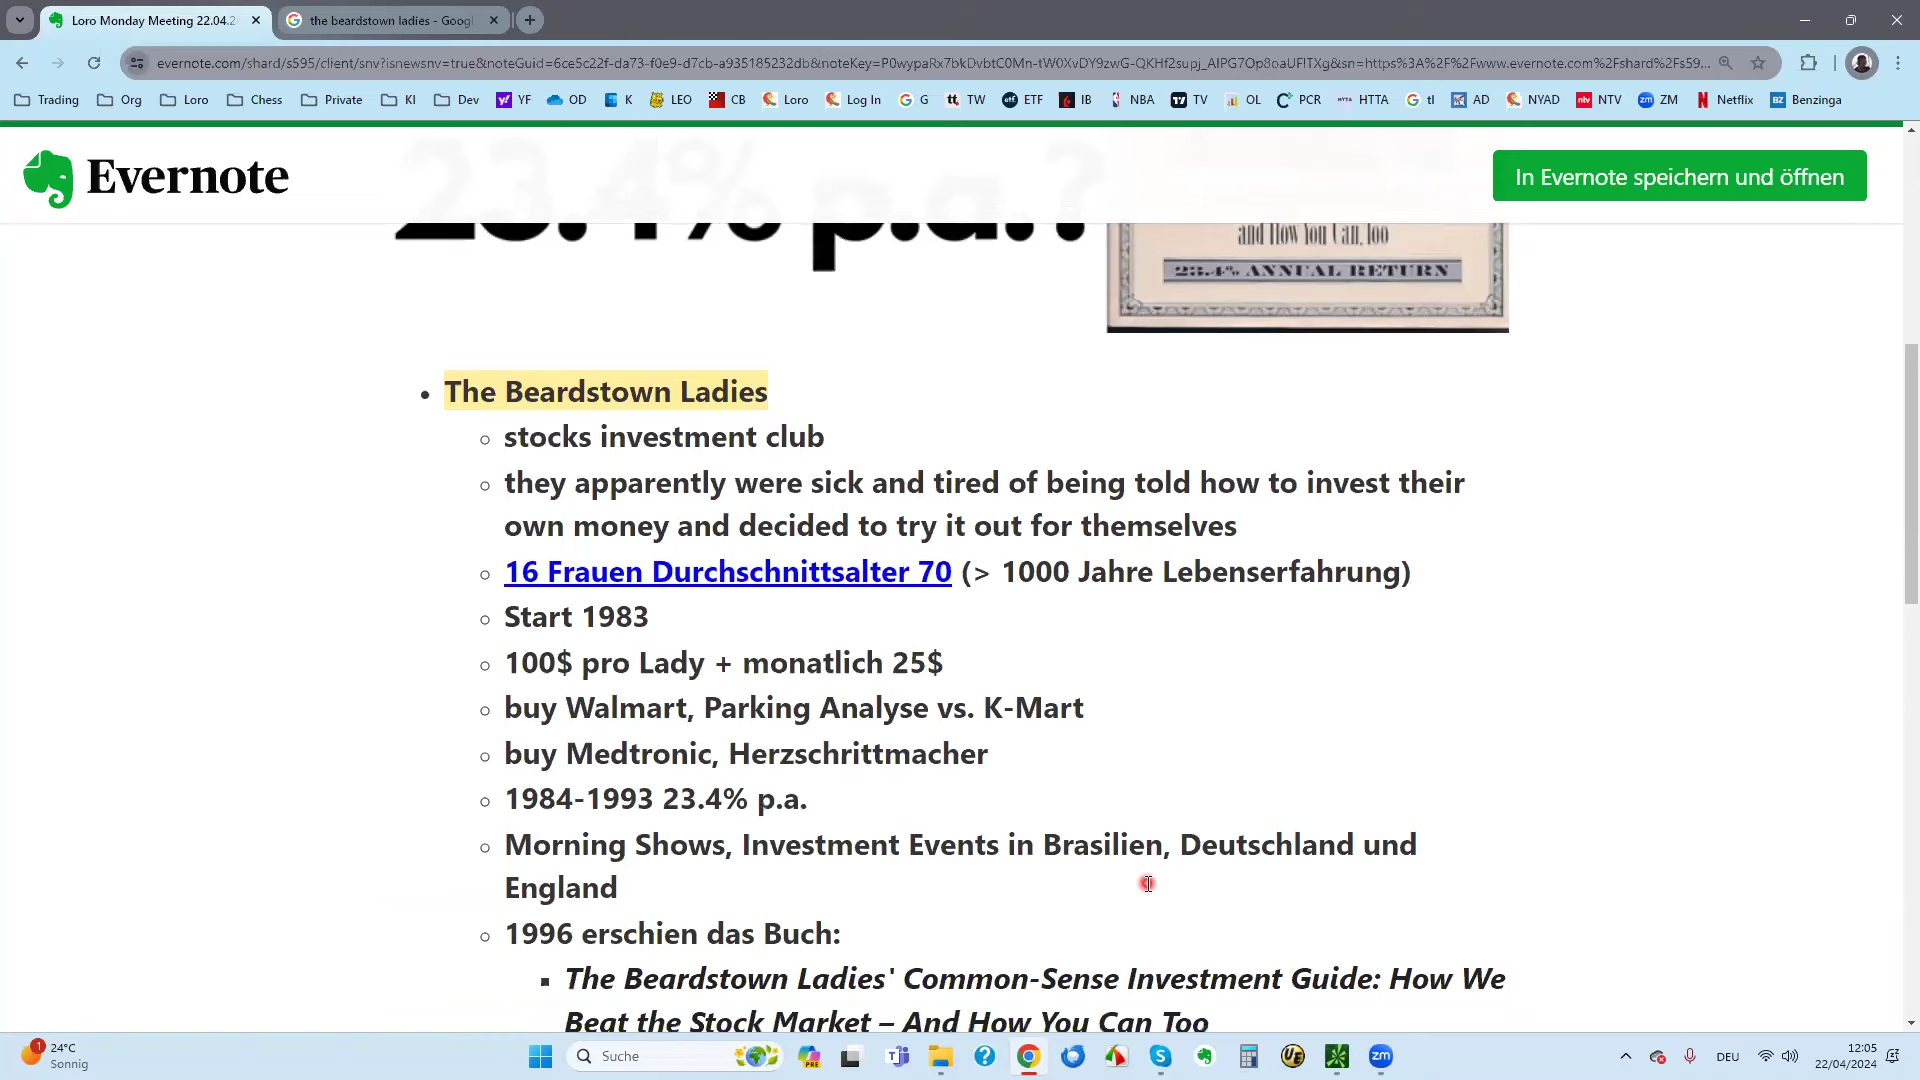 Loro Monday Meeting 22.04.2
the beardstown ladies - Goog
evernote.com/shard/s595/client/snv?isnewsnv=true&noteGuid=6ce5c22f-da73-f0e9-d7cb-a935185232db&noteKey=P0wypaRx7bkDvbtC0Mn-tW0XvDY9zwG-QKHf2supj_AIPG7Op8oaUFlTXg&sn=https%3A%2F%2Fwww.evernote.com%2Fshard%2Fs59...
Trading Org Loro Chess Private KI Dev YF OD K LEO CB Loro Log In G TW ETF IB NBA TV OL PCR HTTA tl AD NYAD NTV ZM Netflix Benzinga
Evernote
In Evernote speichern und öffnen
23.4% p.a.?
and How You Can, Too
23.4% ANNUAL RETURN
• The Beardstown Ladies
○ stocks investment club
○ they apparently were sick and tired of being told how to invest their
own money and decided to try it out for themselves
○ 16 Frauen Durchschnittsalter 70 (> 1000 Jahre Lebenserfahrung)
○ Start 1983
○ 100$ pro Lady + monatlich 25$
○ buy Walmart, Parking Analyse vs. K-Mart
○ buy Medtronic, Herzschrittmacher
○ 1984-1993 23.4% p.a.
○ Morning Shows, Investment Events in Brasilien, Deutschland und
England
○ 1996 erschien das Buch:
▪ The Beardstown Ladies' Common-Sense Investment Guide: How We
Beat the Stock Market – And How You Can Too
1
24°C
Sonnig
Suche
DEU
12:05
22/04/2024